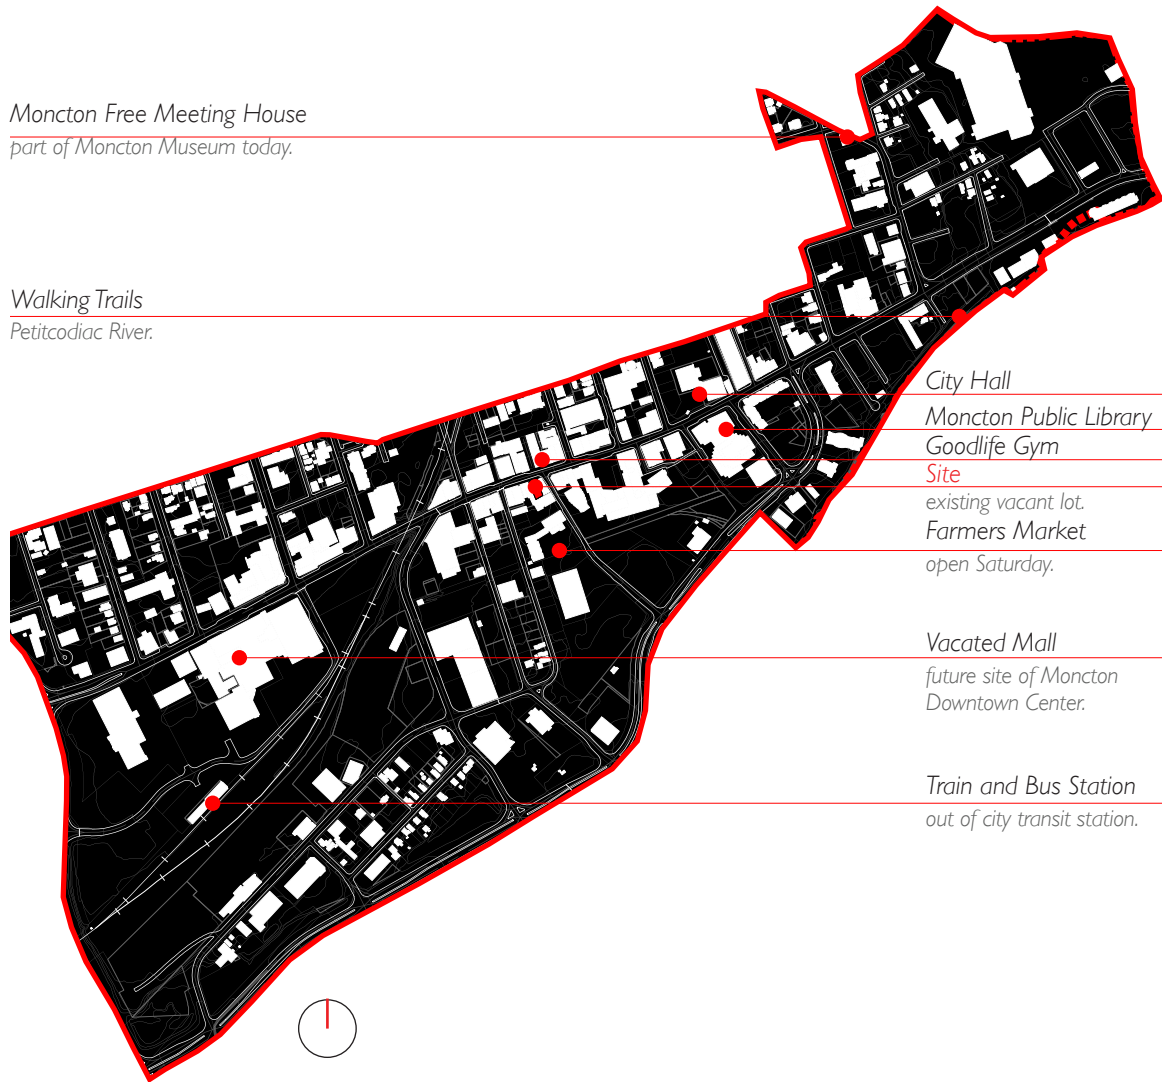 Moncton Free Meeting House
part of Moncton Museum today.
Walking Trails
Petitcodiac River.
City Hall
Moncton Public Library
Goodlife Gym
Site
existing vacant lot.
Farmers Market
open Saturday.
Vacated Mall
future site of Moncton
Downtown Center.
Train and Bus Station
out of city transit station.